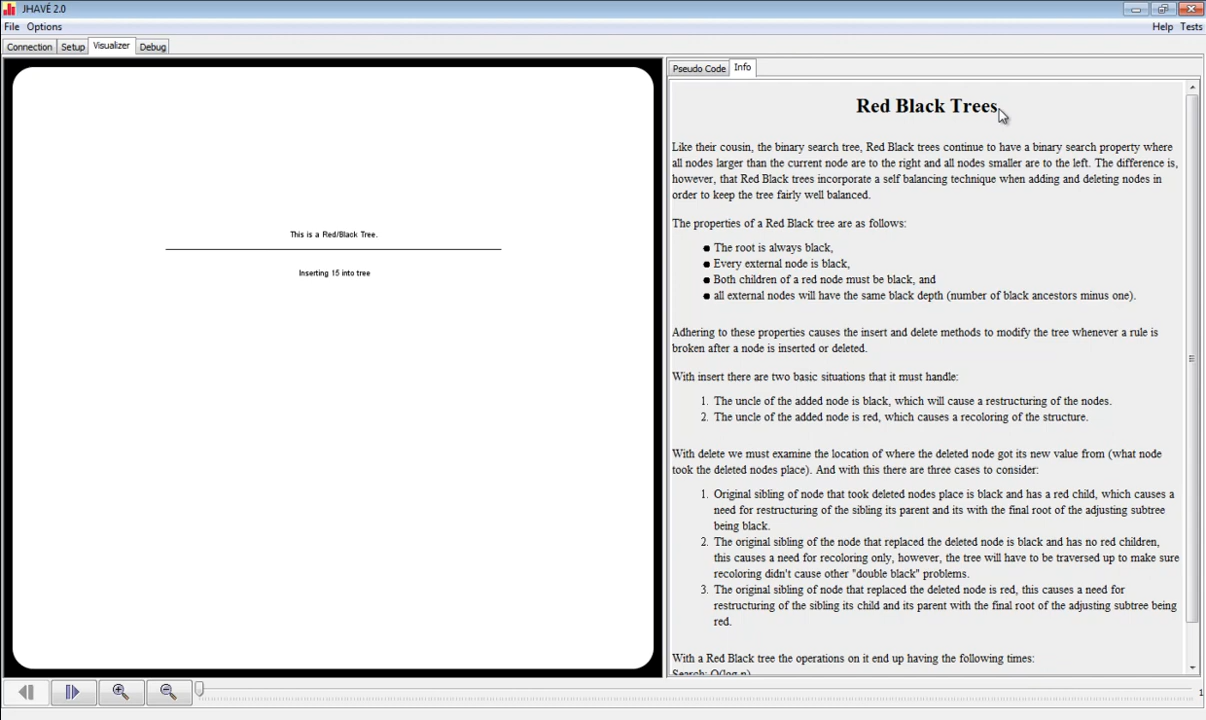 JHAVÉ 2.0
File Options Help Tests
Connection Setup Visualizer Debug
This is a Red/Black Tree.
Inserting 15 into tree
Pseudo Code Info
Red Black Trees
Like their cousin, the binary search tree, Red Black trees continue to have a binary search property where
all nodes larger than the current node are to the right and all nodes smaller are to the left. The difference is,
however, that Red Black trees incorporate a self balancing technique when adding and deleting nodes in
order to keep the tree fairly well balanced.
The properties of a Red Black tree are as follows:
● The root is always black,
● Every external node is black,
● Both children of a red node must be black, and
● all external nodes will have the same black depth (number of black ancestors minus one).
Adhering to these properties causes the insert and delete methods to modify the tree whenever a rule is
broken after a node is inserted or deleted.
With insert there are two basic situations that it must handle:
1. The uncle of the added node is black, which will cause a restructuring of the nodes.
2. The uncle of the added node is red, which causes a recoloring of the structure.
With delete we must examine the location of where the deleted node got its new value from (what node
took the deleted nodes place). And with this there are three cases to consider:
1. Original sibling of node that took deleted nodes place is black and has a red child, which causes a
need for restructuring of the sibling its parent and its with the final root of the adjusting subtree
being black.
2. The original sibling of the node that replaced the deleted node is black and has no red children,
this causes a need for recoloring only, however, the tree will have to be traversed up to make sure
recoloring didn't cause other "double black" problems.
3. The original sibling of node that replaced the deleted node is red, this causes a need for
restructuring of the sibling its child and its parent with the final root of the adjusting subtree being
red.
With a Red Black tree the operations on it end up having the following times:
Search: O(log n)
1